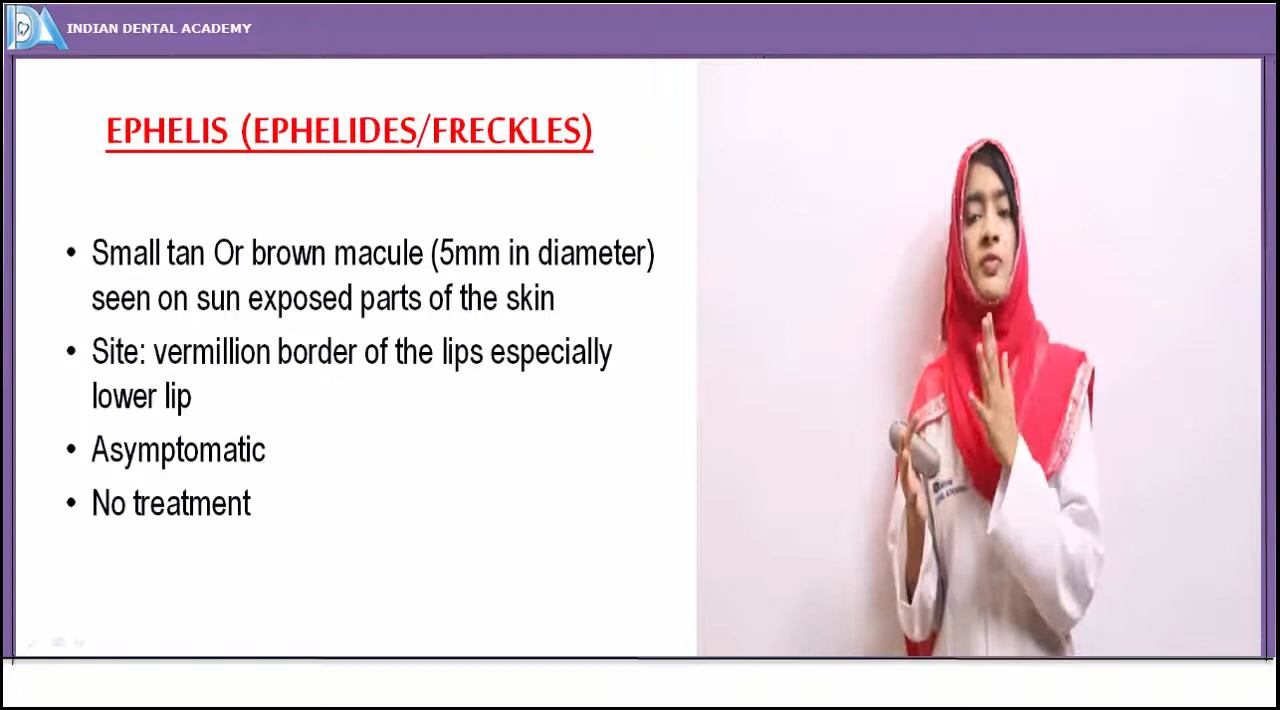 INDIAN DENTAL ACADEMY
EPHELIS (EPHELIDES/FRECKLES)
• Small tan Or brown macule (5mm in diameter)
seen on sun exposed parts of the skin
• Site: vermillion border of the lips especially
lower lip
• Asymptomatic
• No treatment